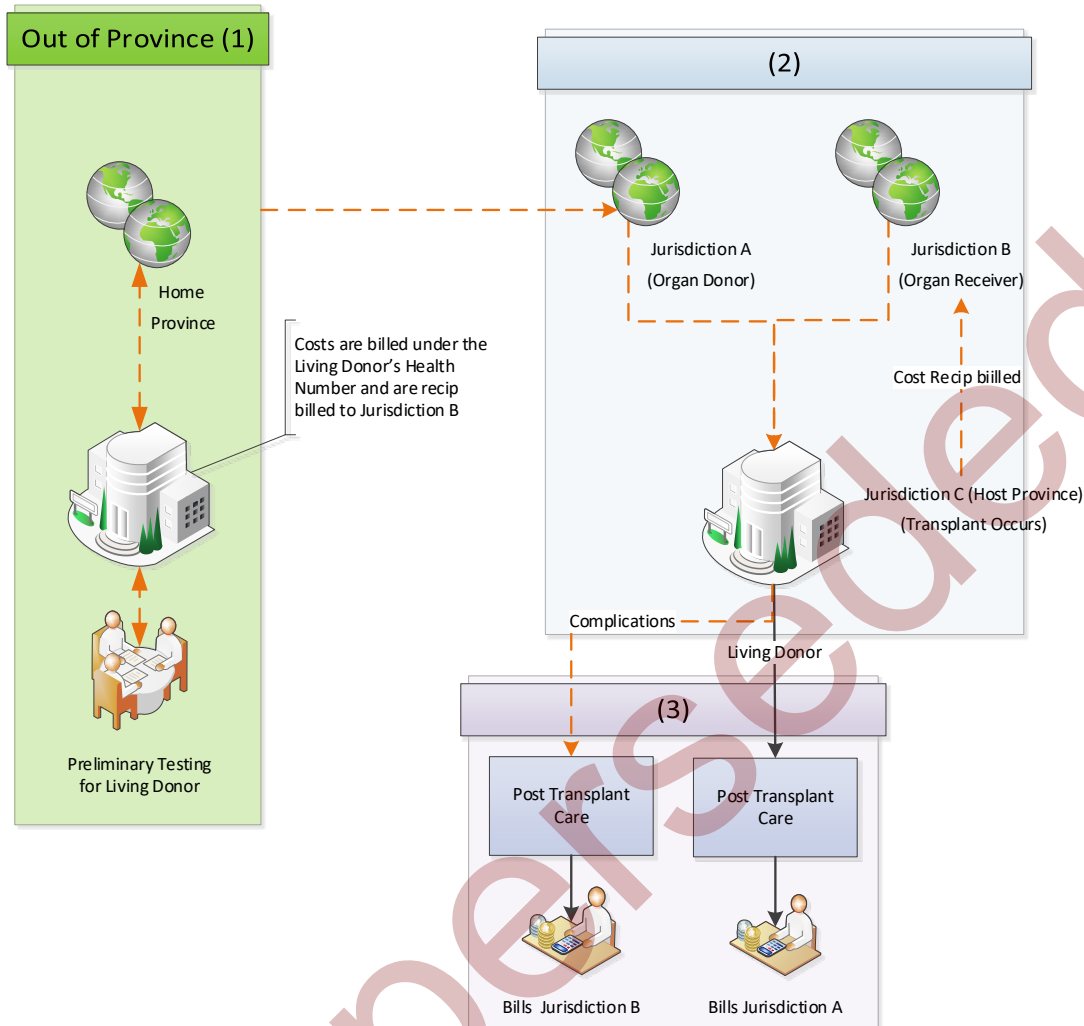 Out of Province (1)
Home
Province
Costs are billed under the
Living Donor's Health
Number and are recip
billed to Jurisdiction B
Preliminary Testing
for Living Donor
(2)
Jurisdiction A
(Organ Donor)
Jurisdiction B
(Organ Receiver)
Cost Recip biilled
Jurisdiction C (Host Province)
(Transplant Occurs)
Complications
Living Donor
(3)
Post Transplant
Care
Post Transplant
Care
Bills Jurisdiction B
Bills Jurisdiction A
perseded